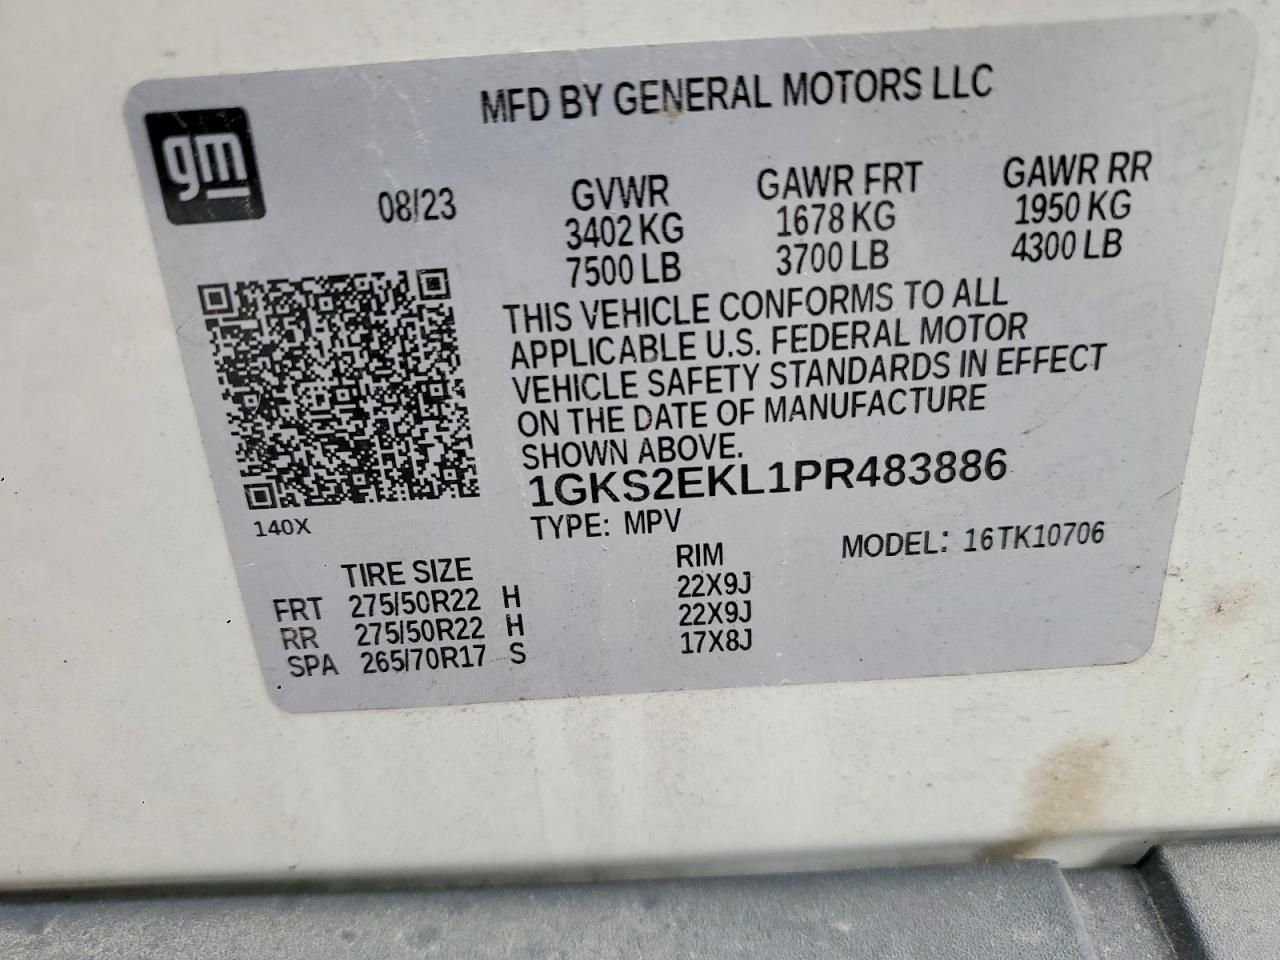 MFD BY GENERAL MOTORS LLC
gm
08/23
GVWR GAWR FRT GAWR RR
3402 KG 1678 KG 1950 KG
7500 LB 3700 LB 4300 LB
THIS VEHICLE CONFORMS TO ALL
APPLICABLE U.S. FEDERAL MOTOR
VEHICLE SAFETY STANDARDS IN EFFECT
ON THE DATE OF MANUFACTURE
SHOWN ABOVE.
1GKS2EKL1PR483886
140X
TYPE: MPV MODEL: 16TK10706
TIRE SIZE RIM
FRT 275/50R22 H 22X9J
RR 275/50R22 H 22X9J
SPA 265/70R17 S 17X8J